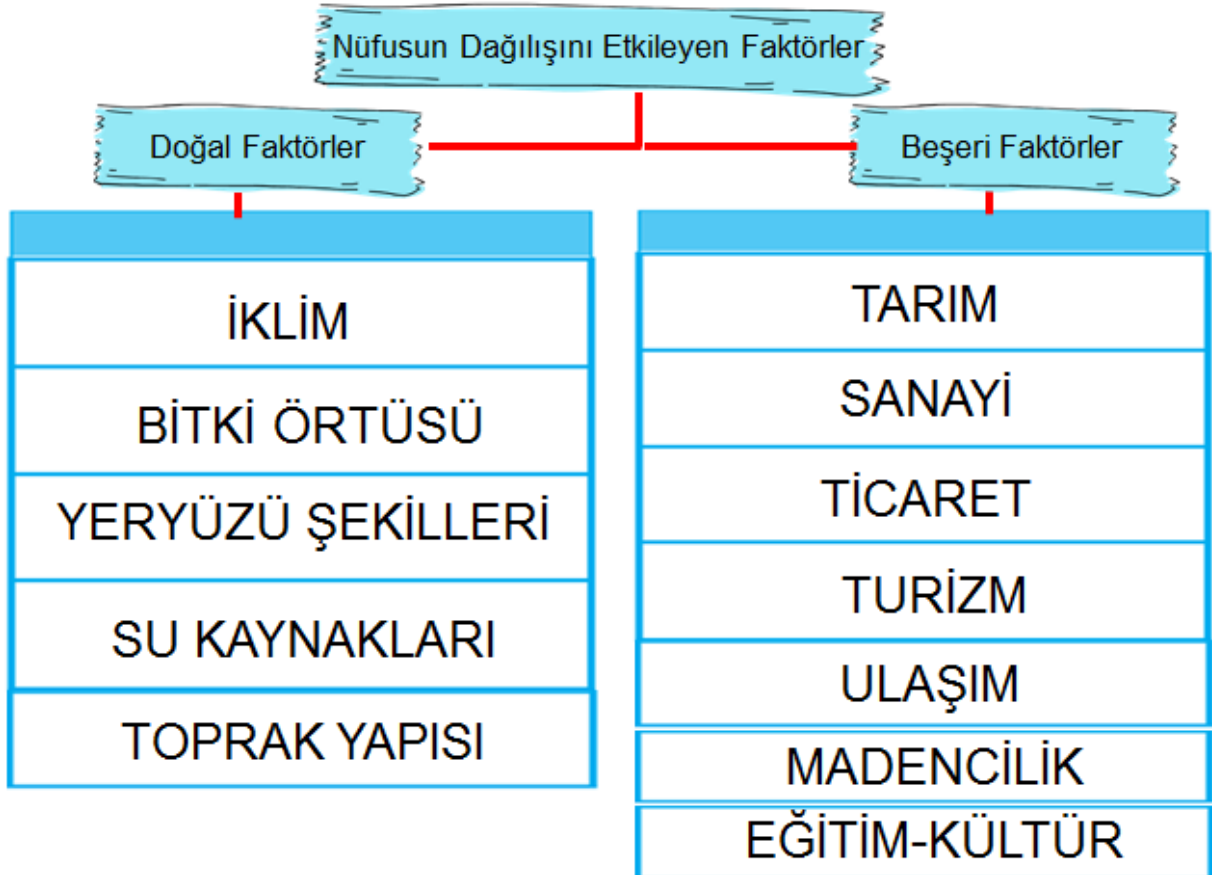 Nüfusun Dağılışını Etkileyen Faktörler
Doğal Faktörler
Beşeri Faktörler
İKLİM
BİTKİ ÖRTÜSÜ
YERYÜZÜ ŞEKİLLERİ
SU KAYNAKLARI
TOPRAK YAPISI
TARIM
SANAYİ
TİCARET
TURİZM
ULAŞIM
MADENCİLİK
EĞİTİM-KÜLTÜR